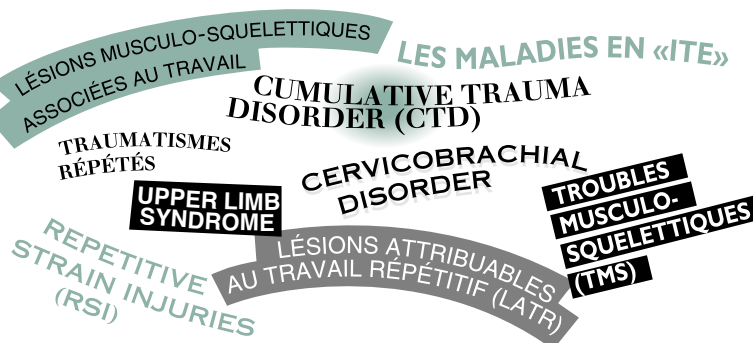 LÉSIONS MUSCULO-SQUELETTIQUES
ASSOCIÉES AU TRAVAIL
LES MALADIES EN «ITE»
CUMULATIVE TRAUMA
DISORDER (CTD)
TRAUMATISMES
RÉPÉTÉS
CERVICOBRACHIAL
DISORDER
UPPER LIMB
SYNDROME
TROUBLES
MUSCULO-
SQUELETTIQUES
(TMS)
REPETITIVE
STRAIN INJURIES
(RSI)
LÉSIONS ATTRIBUABLES
AU TRAVAIL RÉPÉTITIF (LATR)